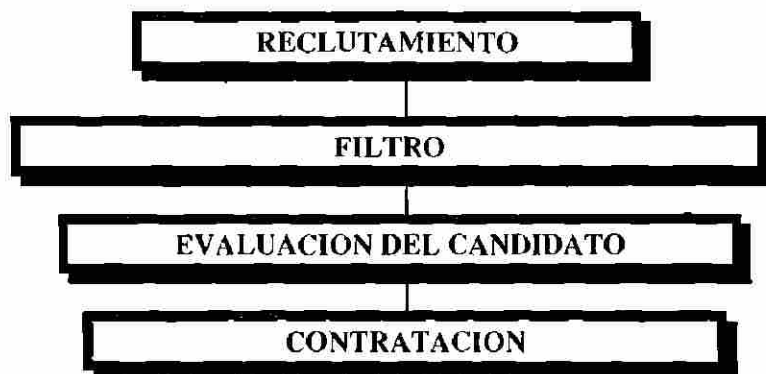 RECLUTAMIENTO
FILTRO
EVALUACION DEL CANDIDATO
CONTRATACION